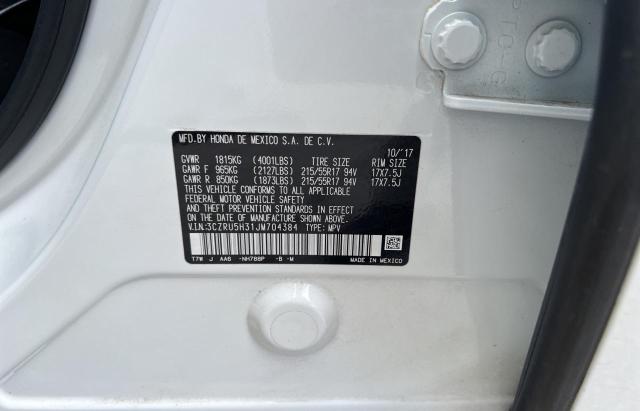 MFD.BY HONDA DE MEXICO S.A. DE C.V.
10/'17
GVWR 1815KG (4001LBS) TIRE SIZE RIM SIZE
GAWR F 965KG (2127LBS) 215/55R17 94V 17X7.5J
GAWR R 850KG (1873LBS) 215/55R17 94V 17X7.5J
THIS VEHICLE CONFORMS TO ALL APPLICABLE
FEDERAL MOTOR VEHICLE SAFETY
BUMPER AND THEFT PREVENTION
STANDARDS IN EFFECT ON THE
DATE OF MANUFACTURE SHOWN ABOVE.
V.I.N:3CZRU5H31JM704384 TYPE: MPV
T7W J AA6 -NH788P -B -M MADE IN MEXICO